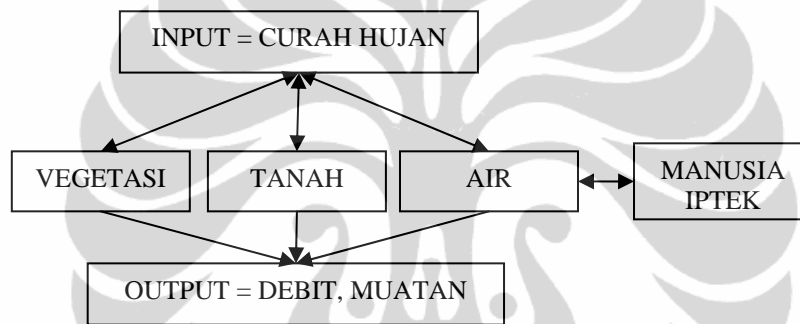 INPUT = CURAH HUJAN
VEGETASI
TANAH
AIR
MANUSIA
IPTEK
OUTPUT = DEBIT, MUATAN